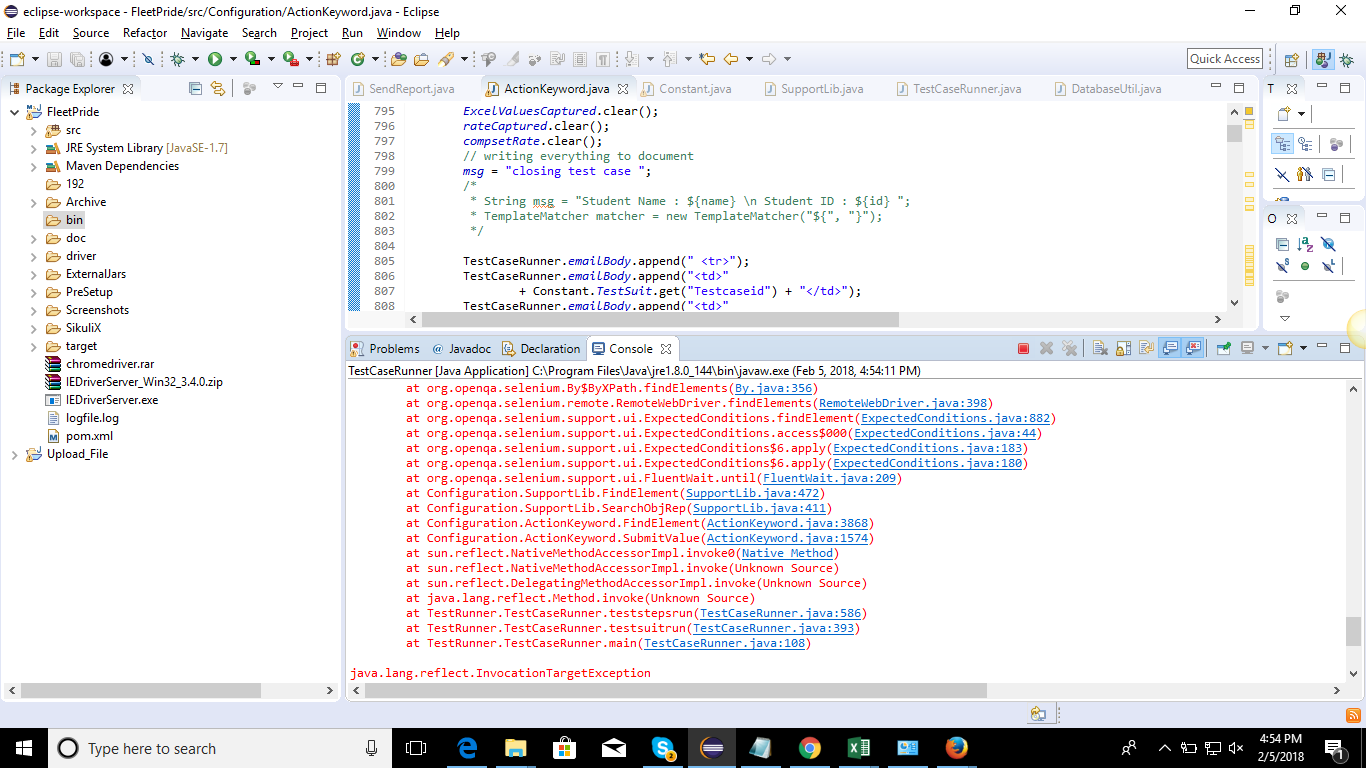 eclipse-workspace - FleetPride/src/Configuration/ActionKeyword.java - Eclipse
File Edit Source Refactor Navigate Search Project Run Window Help
Quick Access
Package Explorer
FleetPride
src
JRE System Library [JavaSE-1.7]
Maven Dependencies
192
Archive
bin
doc
driver
ExternalJars
PreSetup
Screenshots
SikuliX
target
chromedriver.rar
IEDriverServer_Win32_3.4.0.zip
IEDriverServer.exe
logfile.log
pom.xml
Upload_File
SendReport.java ActionKeyword.java Constant.java SupportLib.java TestCaseRunner.java DatabaseUtil.java
795 ExcelValuesCaptured.clear();
796 rateCaptured.clear();
797 compsetRate.clear();
798 // writing everything to document
799 msg = "closing test case ";
800 /*
801 * String msg = "Student Name : ${name} \n Student ID : ${id} ";
802 * TemplateMatcher matcher = new TemplateMatcher("${", "}");
803 */
804
805 TestCaseRunner.emailBody.append(" <tr>");
806 TestCaseRunner.emailBody.append("<td>"
807 + Constant.TestSuit.get("Testcaseid") + "</td>");
808 TestCaseRunner.emailBody.append("<td>"
T
O
Problems @ Javadoc Declaration Console
TestCaseRunner [Java Application] C:\Program Files\Java\jre1.8.0_144\bin\javaw.exe (Feb 5, 2018, 4:54:11 PM)
at org.openqa.selenium.By$ByXPath.findElements(By.java:356)
at org.openqa.selenium.remote.RemoteWebDriver.findElements(RemoteWebDriver.java:398)
at org.openqa.selenium.support.ui.ExpectedConditions.findElement(ExpectedConditions.java:882)
at org.openqa.selenium.support.ui.ExpectedConditions.access$000(ExpectedConditions.java:44)
at org.openqa.selenium.support.ui.ExpectedConditions$6.apply(ExpectedConditions.java:183)
at org.openqa.selenium.support.ui.ExpectedConditions$6.apply(ExpectedConditions.java:180)
at org.openqa.selenium.support.ui.FluentWait.until(FluentWait.java:209)
at Configuration.SupportLib.FindElement(SupportLib.java:472)
at Configuration.SupportLib.SearchObjRep(SupportLib.java:411)
at Configuration.ActionKeyword.FindElement(ActionKeyword.java:3868)
at Configuration.ActionKeyword.SubmitValue(ActionKeyword.java:1574)
at sun.reflect.NativeMethodAccessorImpl.invoke0(Native Method)
at sun.reflect.NativeMethodAccessorImpl.invoke(Unknown Source)
at sun.reflect.DelegatingMethodAccessorImpl.invoke(Unknown Source)
at java.lang.reflect.Method.invoke(Unknown Source)
at TestRunner.TestCaseRunner.teststepsrun(TestCaseRunner.java:586)
at TestRunner.TestCaseRunner.testsuitrun(TestCaseRunner.java:393)
at TestRunner.TestCaseRunner.main(TestCaseRunner.java:108)
java.lang.reflect.InvocationTargetException
Type here to search
4:54 PM
2/5/2018